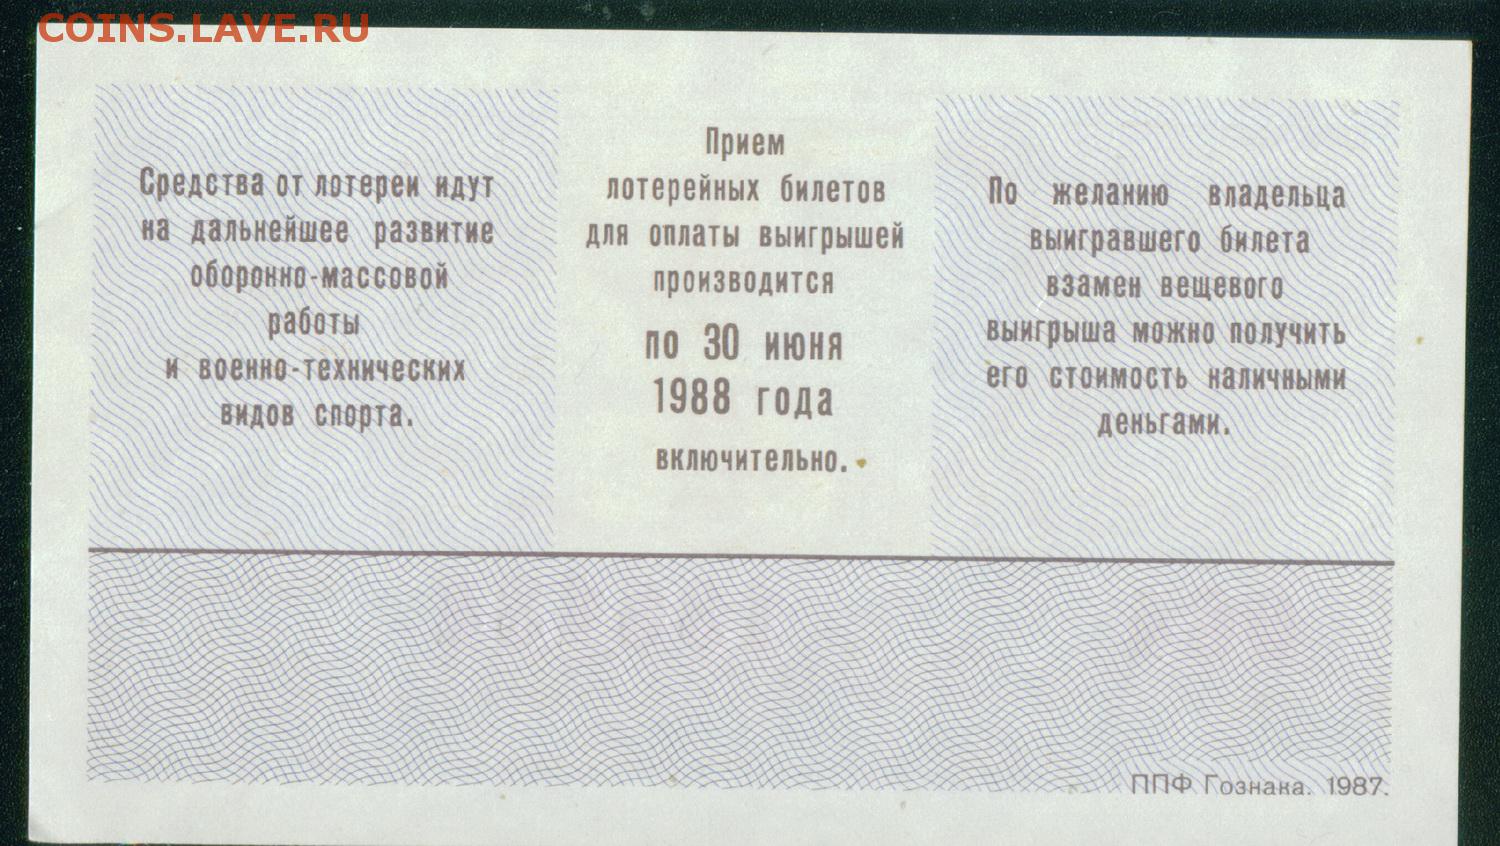 COINS.LAVE.RU
Средства от лотереи идут
на дальнейшее развитие
оборонно-массовой
работы
и военно-технических
видов спорта.
Прием
лотерейных билетов
для оплаты выигрышей
производится
по 30 июня
1988 года
включительно.
По желанию владельца
выигравшего билета
взамен вещевого
выигрыша можно получить
его стоимость наличными
деньгами.
ППФ Гознака. 1987.